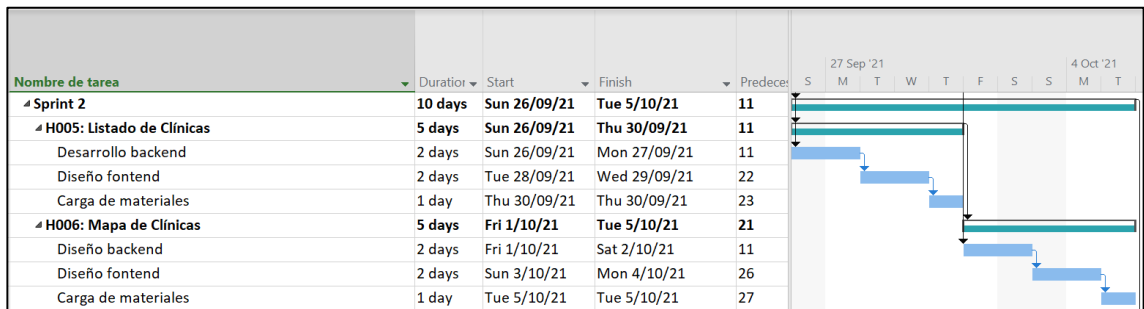 27 Sep '21 4 Oct '21
Nombre de tarea Duration Start Finish Predeces S M T W T F S S M T
Sprint 2 10 days Sun 26/09/21 Tue 5/10/21 11
H005: Listado de Clínicas 5 days Sun 26/09/21 Thu 30/09/21 11
Desarrollo backend 2 days Sun 26/09/21 Mon 27/09/21 11
Diseño fontend 2 days Tue 28/09/21 Wed 29/09/21 22
Carga de materiales 1 day Thu 30/09/21 Thu 30/09/21 23
H006: Mapa de Clínicas 5 days Fri 1/10/21 Tue 5/10/21 21
Diseño backend 2 days Fri 1/10/21 Sat 2/10/21 11
Diseño fontend 2 days Sun 3/10/21 Mon 4/10/21 26
Carga de materiales 1 day Tue 5/10/21 Tue 5/10/21 27